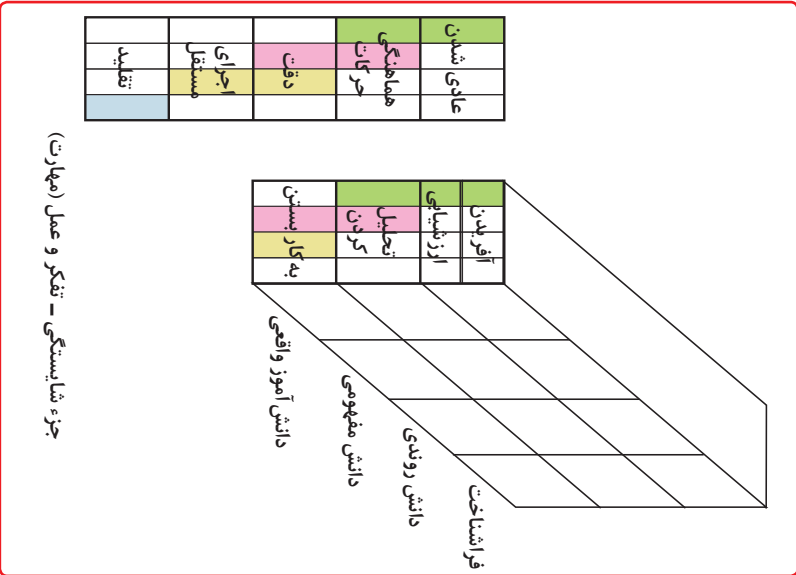 عادی شدن
هماهنگی
حرکات
دقت
اجرای
مستقل
تقلید
آفریدن
ارزشیابی
تحلیل
کردن
به کار بستن
دانش آموز واقعی
دانش مفهومی
دانش روندی
فراشناخت
جزء شایستگی ـ تفکر و عمل (مهارت)